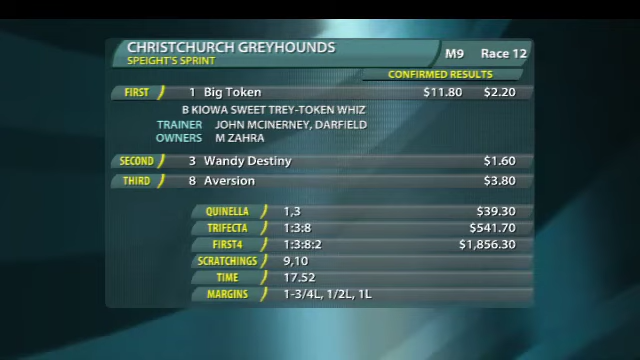 CHRISTCHURCH GREYHOUNDS
SPEIGHT'S SPRINT
M9 Race 12
CONFIRMED RESULTS
FIRST 1 Big Token $11.80 $2.20
B KIOWA SWEET TREY-TOKEN WHIZ
TRAINER JOHN MCINERNEY, DARFIELD
OWNERS M ZAHRA
SECOND 3 Wandy Destiny $1.60
THIRD 8 Aversion $3.80
QUINELLA 1,3 $39.30
TRIFECTA 1:3:8 $541.70
FIRST4 1:3:8:2 $1,856.30
SCRATCHINGS 9,10
TIME 17.52
MARGINS 1-3/4L, 1/2L, 1L